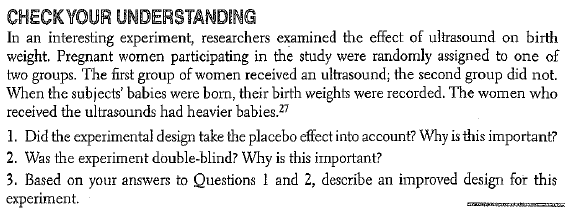 CHECK YOUR UNDERSTANDING
In an interesting experiment, researchers examined the effect of ultrasound on birth
weight. Pregnant women participating in the study were randomly assigned to one of
two groups. The first group of women received an ultrasound; the second group did not.
When the subjects' babies were born, their birth weights were recorded. The women who
received the ultrasounds had heavier babies.27
1. Did the experimental design take the placebo effect into account? Why is this important?
2. Was the experiment double-blind? Why is this important?
3. Based on your answers to Questions 1 and 2, describe an improved design for this
experiment.